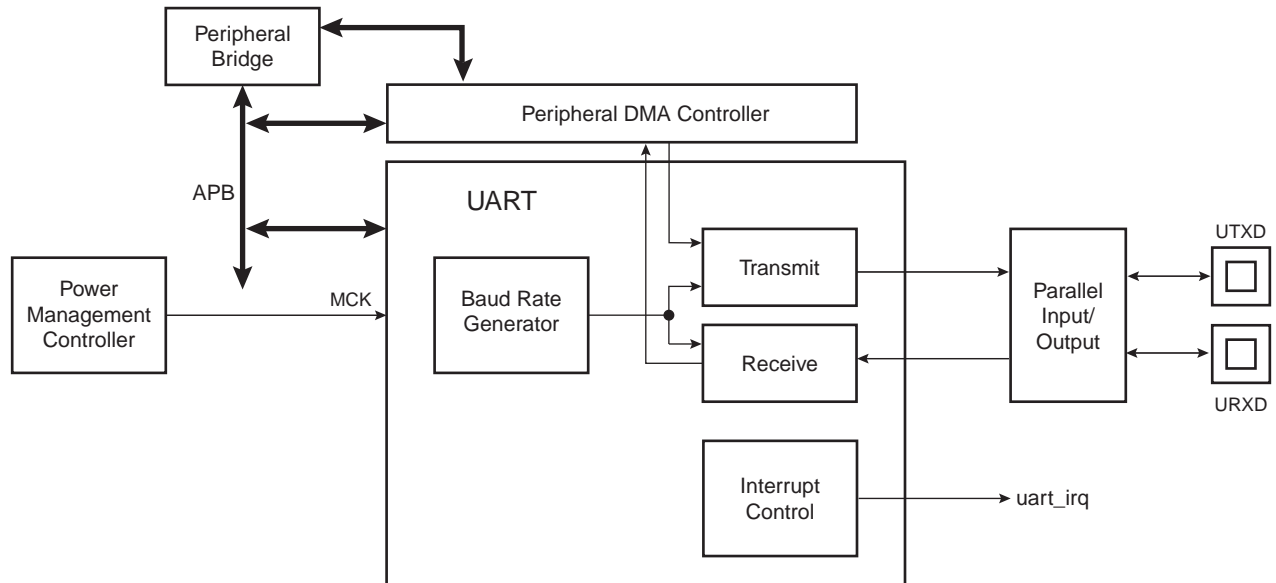 Peripheral
Bridge
Peripheral DMA Controller
APB
UART
Power
Management
Controller
MCK
Baud Rate
Generator
Transmit
Receive
Parallel
Input/
Output
UTXD
URXD
Interrupt
Control
uart_irq